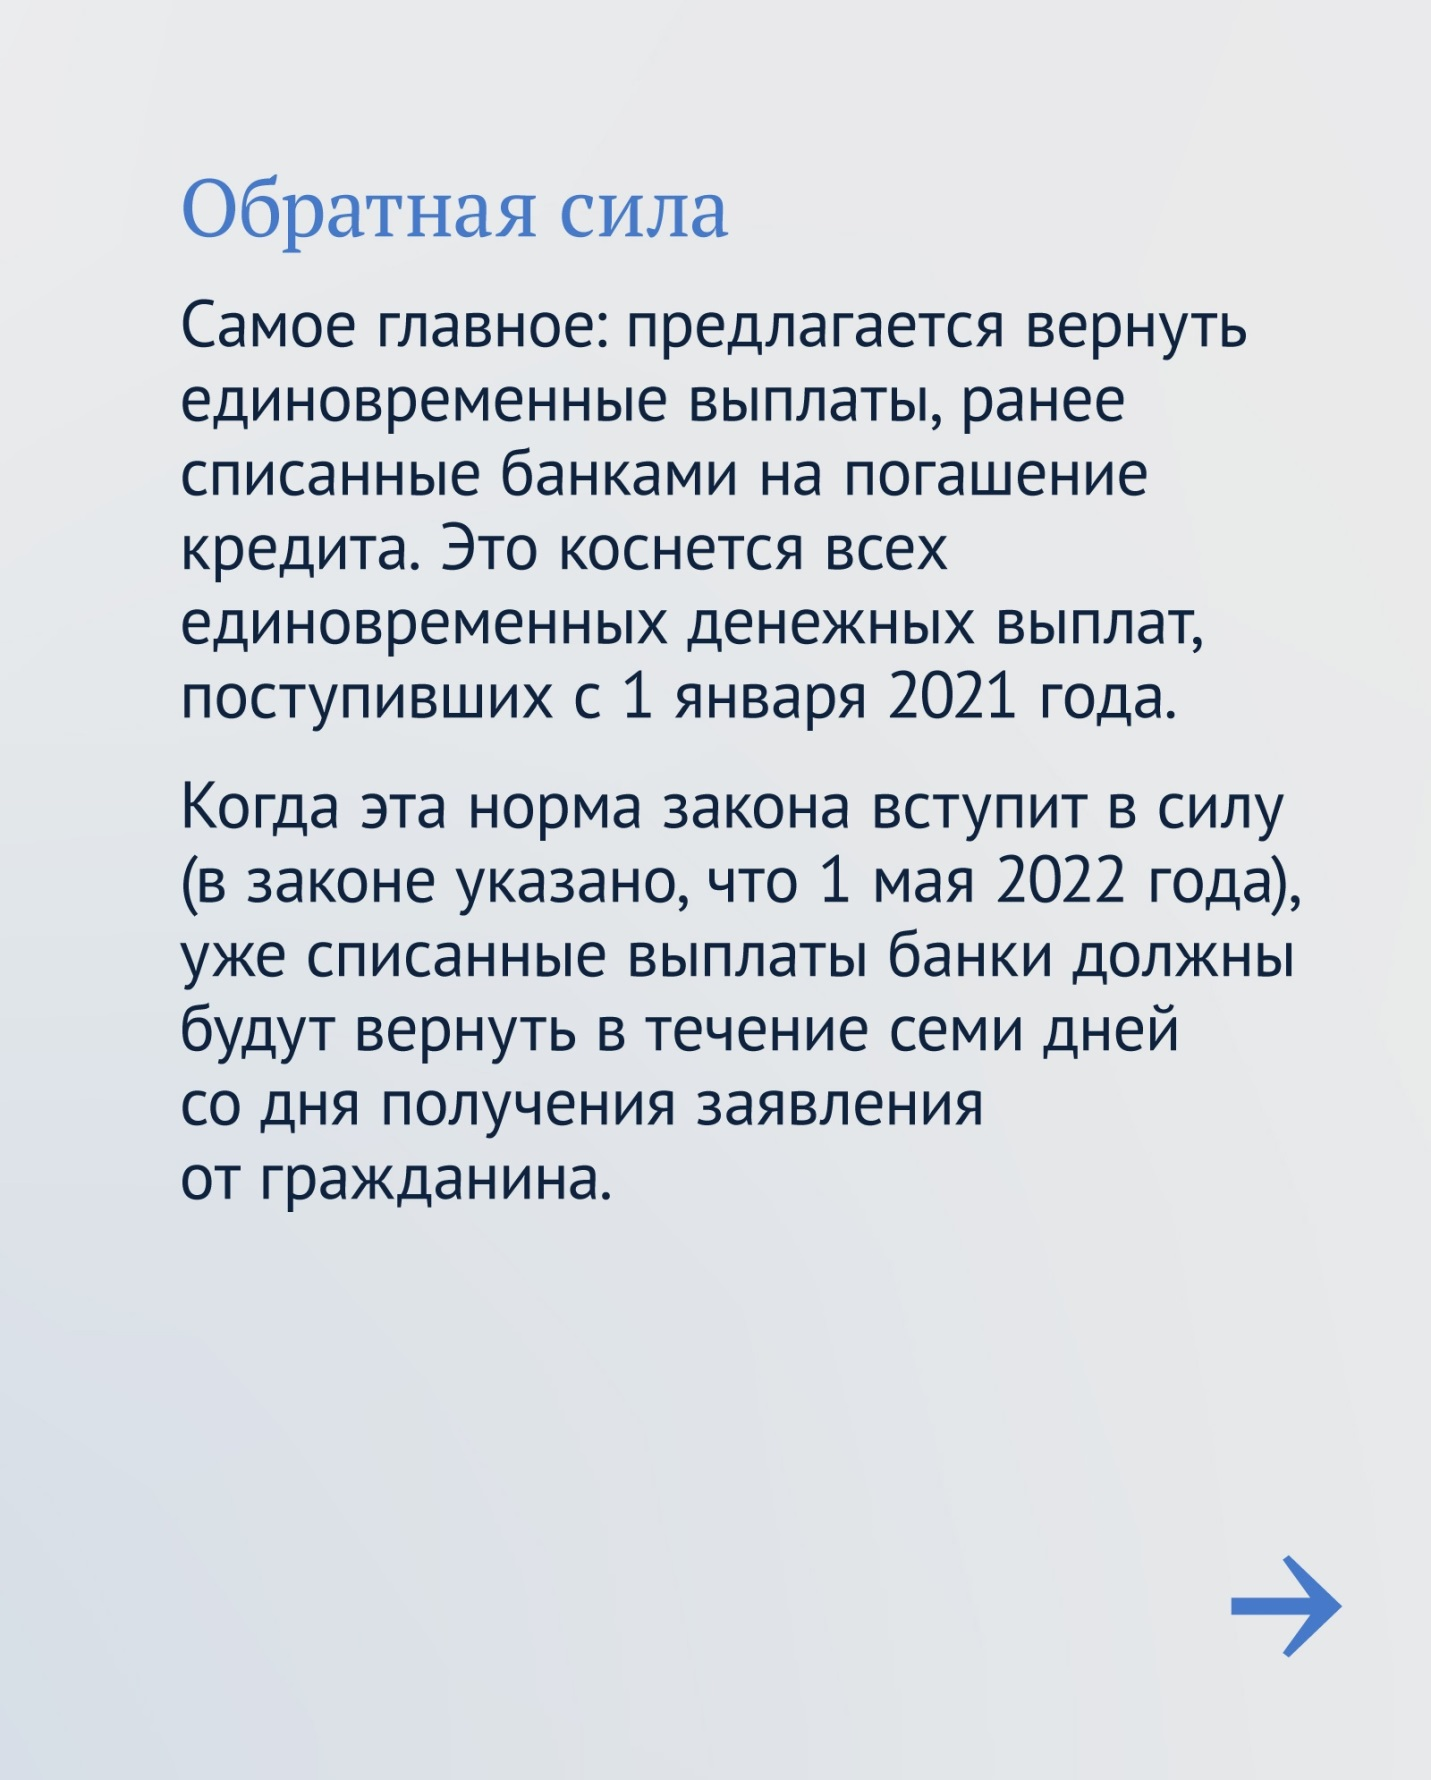 Обратная сила
Самое главное: предлагается вернуть
единовременные выплаты, ранее
списанные банками на погашение
кредита. Это коснется всех
единовременных денежных выплат,
поступивших с 1 января 2021 года.
Когда эта норма закона вступит в силу
(в законе указано, что 1 мая 2022 года),
уже списанные выплаты банки должны
будут вернуть в течение семи дней
со дня получения заявления
от гражданина.